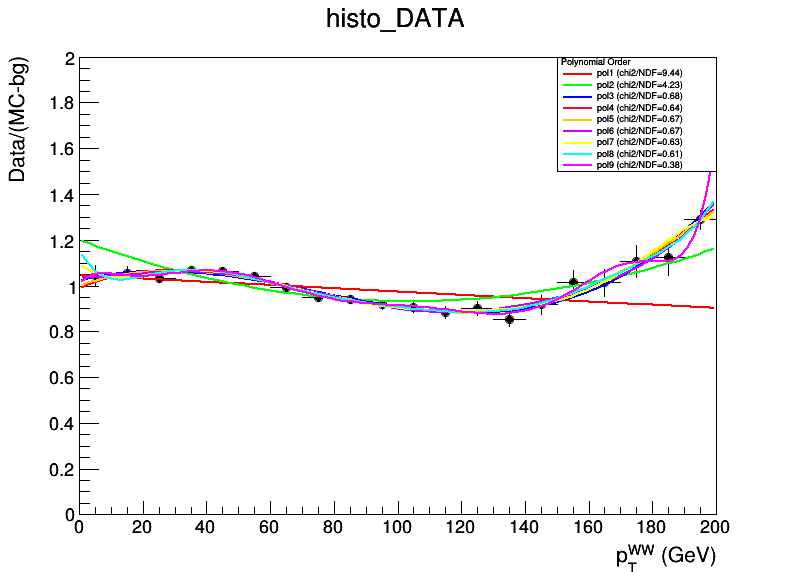 histo_DATA
Data/(MC-bg)
2
1.8
1.6
1.4
1.2
1
0.8
0.6
0.4
0.2
0
Polynomial Order
pol1 (chi2/NDF=9.44)
pol2 (chi2/NDF=4.23)
pol3 (chi2/NDF=0.68)
pol4 (chi2/NDF=0.64)
pol5 (chi2/NDF=0.67)
pol6 (chi2/NDF=0.67)
pol7 (chi2/NDF=0.63)
pol8 (chi2/NDF=0.61)
pol9 (chi2/NDF=0.38)
0 20 40 60 80 100 120 140 160 180 200
p_T^WW (GeV)